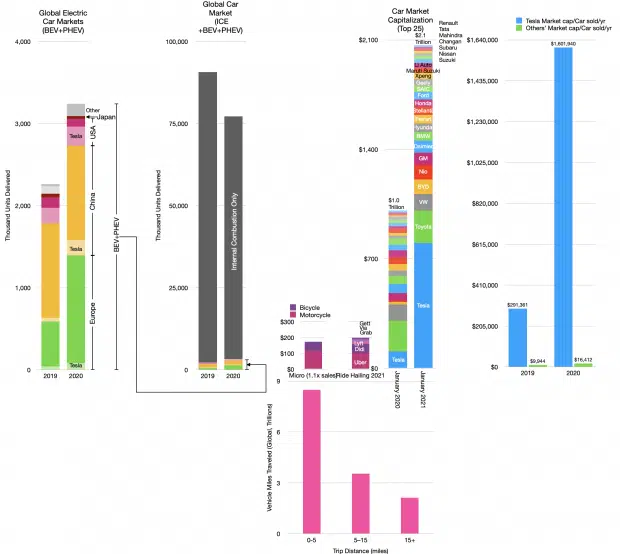 Global Electric
Car Markets
(BEV+PHEV)
4,000
3,000
2,000
1,000
0
Thousand Units Delivered
2019
2020
Other
Japan
USA
Tesla
China
Tesla
Europe
Tesla
BEV+PHEV
Global Car
Market
(ICE
+BEV+PHEV)
100,000
75,000
50,000
25,000
0
Thousand Units Delivered
Internal Combustion Only
2019
2020
Car Market
Capitalization
(Top 25)
$2,100
$1,400
$700
$0
$2.1
Trillion
Renault
Tata
Mahindra
Changan
Subaru
Nissan
Suzuki
Li Auto
Maruti Suzuki
Xpeng
Geely
SAIC
Ford
Honda
Ferrari
Hyundai
BMW
Daimler
GM
Nio
BYD
VW
Toyota
Tesla
$1.0
Trillion
Tesla
January 2020
January 2021
Bicycle
Motorcycle
$300
$200
$100
$0
Gett
Via
Grab
Lyft
Didi
Uber
Micro (1.1x sales)
Ride Hailing 2021
Tesla Market cap/Car sold/yr
Others' Market cap/Car sold/yr
$1,640,000
$1,435,000
$1,230,000
$1,025,000
$820,000
$615,000
$410,000
$205,000
$0
$291,361
$9,944
$1,601,940
$16,412
2019
2020
9
6
3
0
Vehicle Miles Traveled (Global, Trillions)
0-5
5–15
15+
Trip Distance (miles)